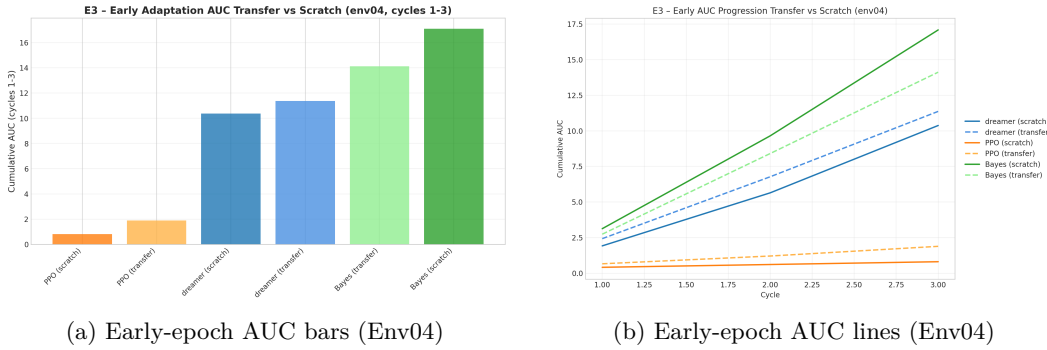 E3 – Early Adaptation AUC Transfer vs Scratch (env04, cycles 1-3)
Cumulative AUC (cycles 1-3)
16
14
12
10
8
6
4
2
0
PPO (scratch)
PPO (transfer)
dreamer (scratch)
dreamer (transfer)
Bayes (transfer)
Bayes (scratch)
(a) Early-epoch AUC bars (Env04)
E3 – Early AUC Progression Transfer vs Scratch (env04)
Cumulative AUC
17.5
15.0
12.5
10.0
7.5
5.0
2.5
0.0
1.00 1.25 1.50 1.75 2.00 2.25 2.50 2.75 3.00
Cycle
dreamer (scratch
dreamer (transfer
PPO (scratch)
PPO (transfer)
Bayes (scratch)
Bayes (transfer)
(b) Early-epoch AUC lines (Env04)